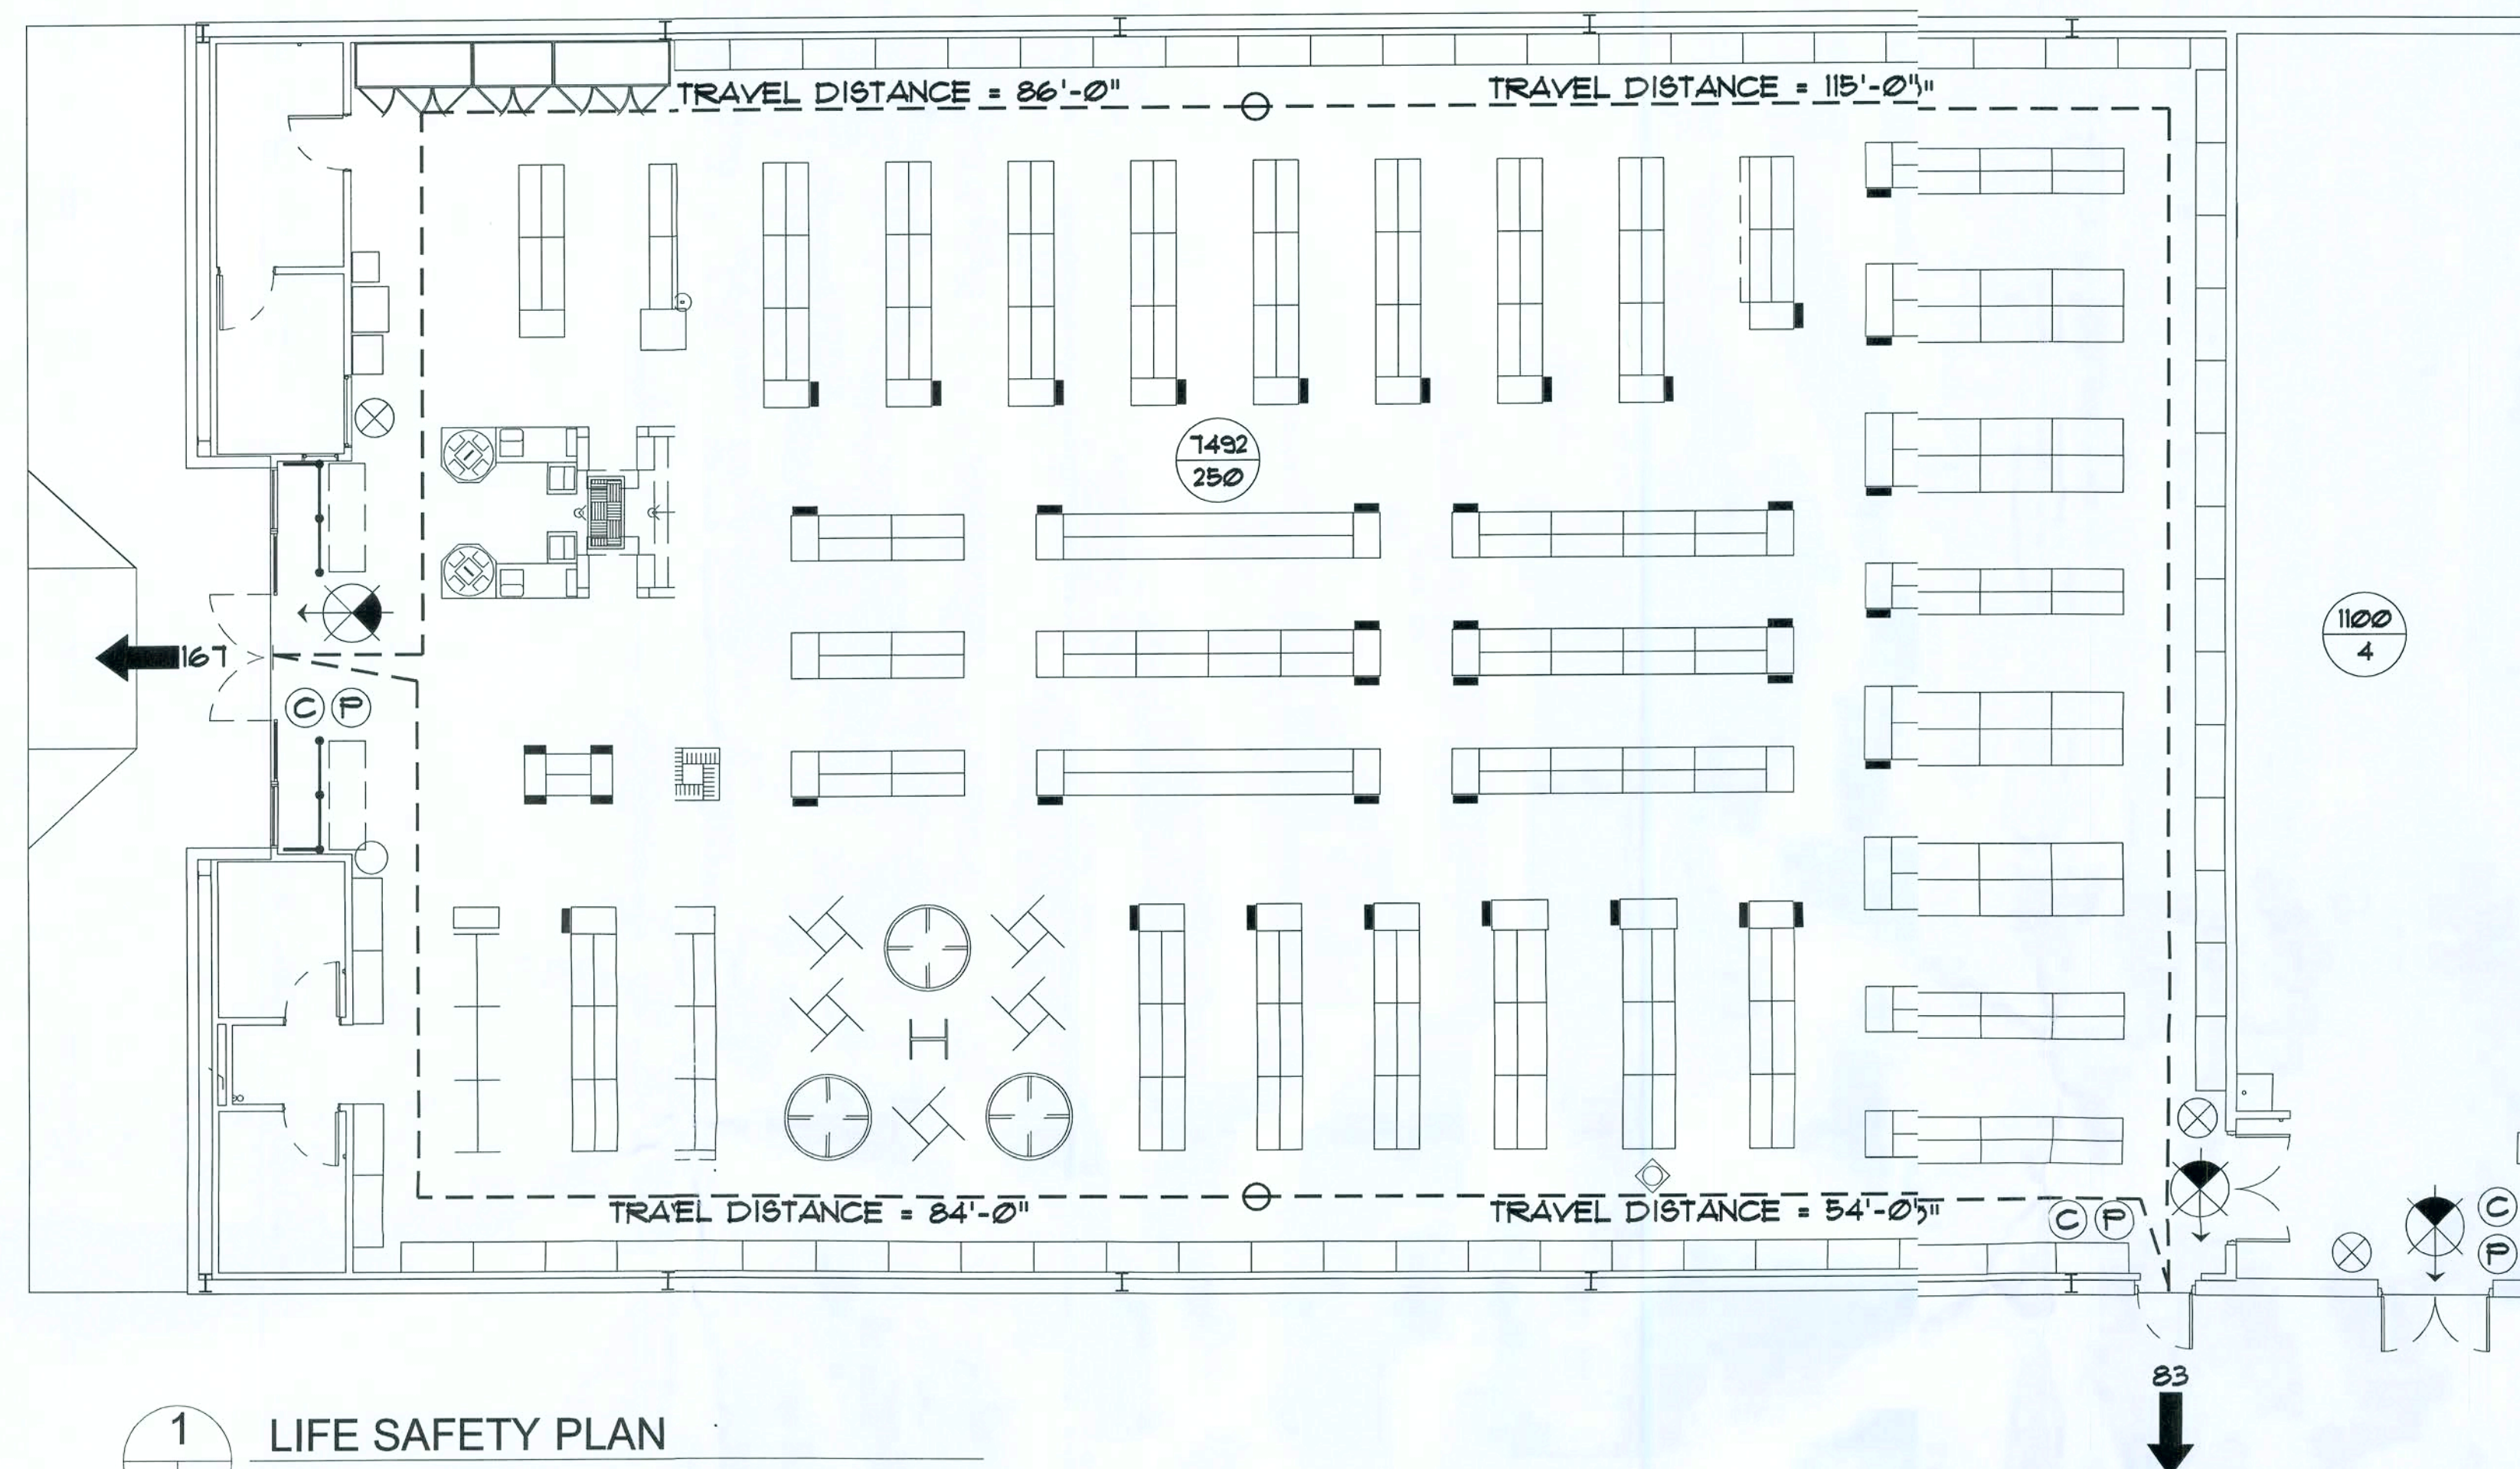 TRAVEL DISTANCE = 86'-0"
TRAVEL DISTANCE = 115'-0"
7492
250
1100
4
167
C P
TRAVEL DISTANCE = 84'-0"
TRAVEL DISTANCE = 54'-0"
C P
C
P
83
1
LIFE SAFETY PLAN